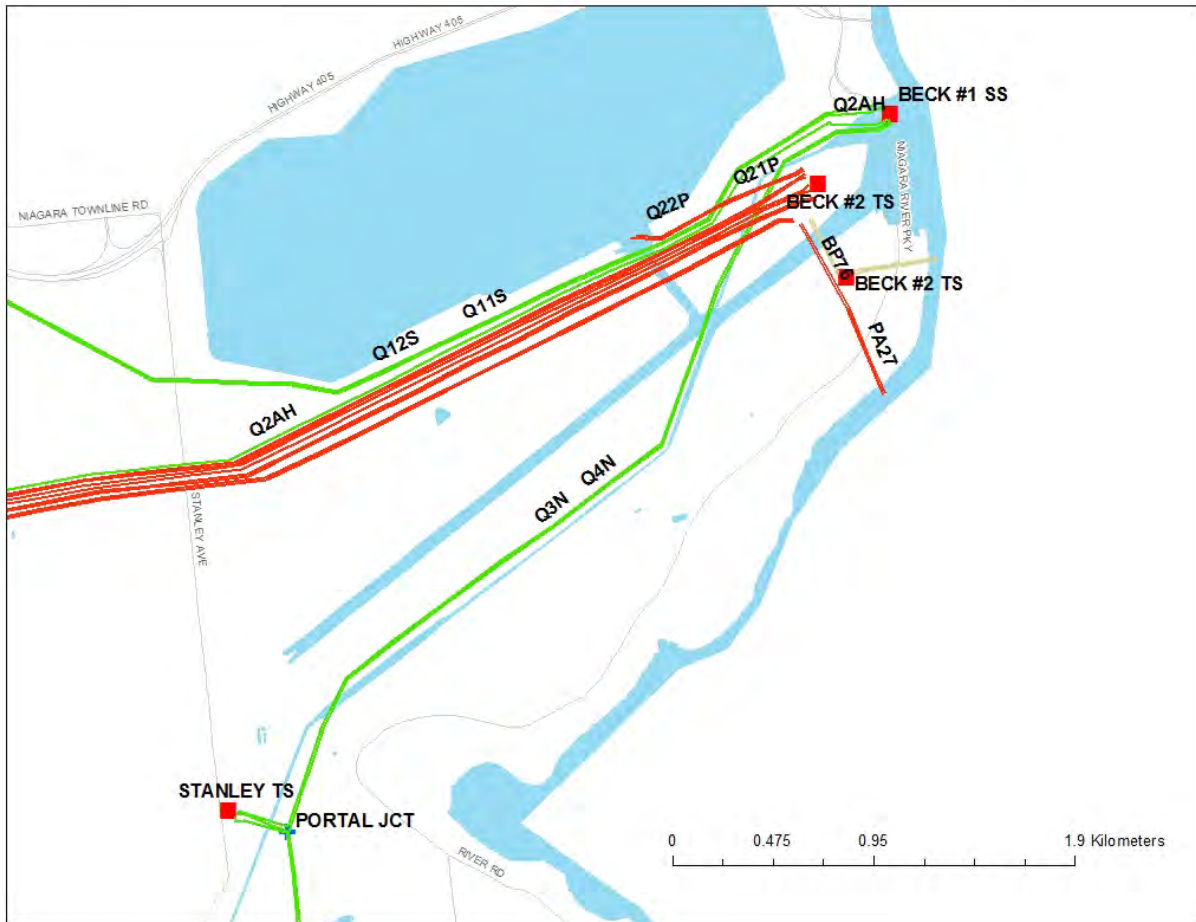 HIGHWAY 405
HIGHWAY 405
Q2AH
BECK #1 SS
NIAGARA RIVER PKY
Q21P
BECK #2 TS
NIAGARA TOWNLINE RD
Q22P
BP76
BECK #2 TS
Q11S
Q12S
PA27
Q2AH
Q4N
Q3N
STANLEY AVE
STANLEY TS
PORTAL JCT
RIVER RD
0 0.475 0.95 1.9 Kilometers